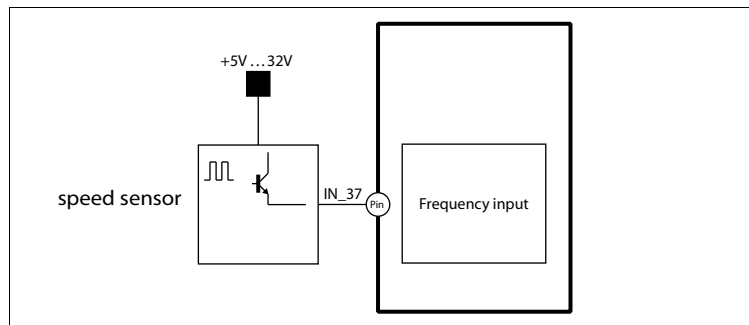 +5V ... 32V
speed sensor
IN_37
Pin
Frequency input